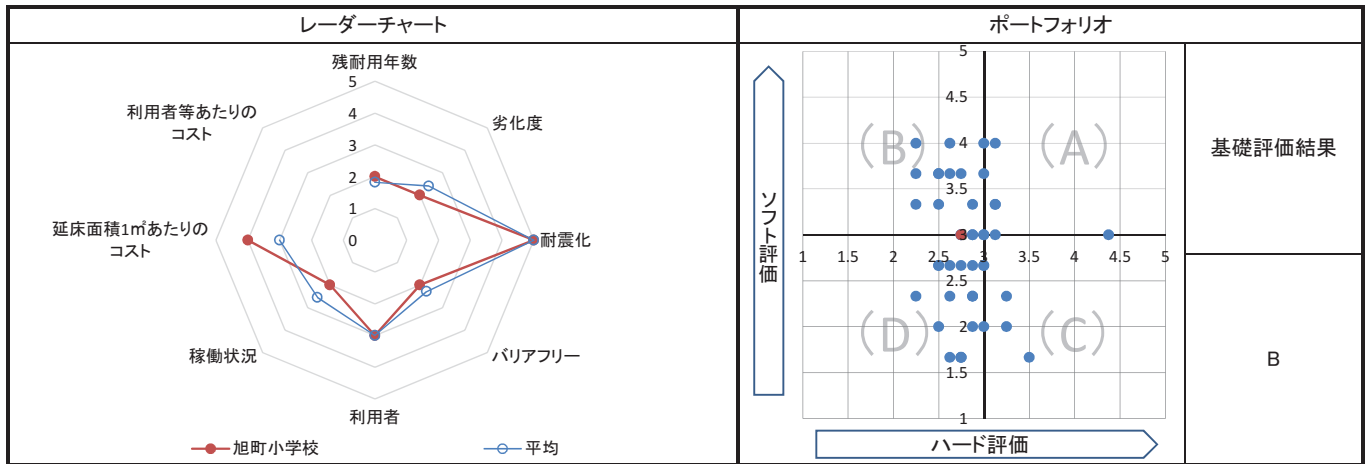 レーダーチャート
残耐用年数
利用者等あたりの
コスト
劣化度
延床面積1㎡あたりの
コスト
耐震化
稼働状況
バリアフリー
利用者
5
4
3
2
1
0
旭町小学校
平均
ポートフォリオ
ソフト評価
5
4.5
4
3.5
3
2.5
2
1.5
1
1 1.5 2 2.5 3 3.5 4 4.5 5
(B)
(A)
(D)
(C)
ハード評価
基礎評価結果
B